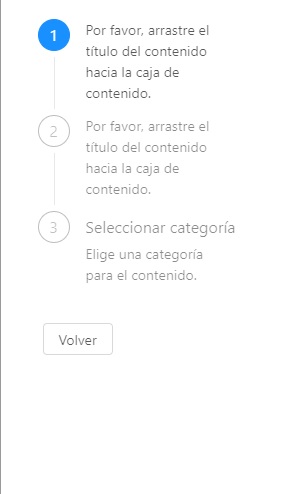 1
Por favor, arrastre el
título del contenido
hacia la caja de
contenido.
2
Por favor, arrastre el
título del contenido
hacia la caja de
contenido.
3
Seleccionar categoría
Elige una categoría
para el contenido.
Volver